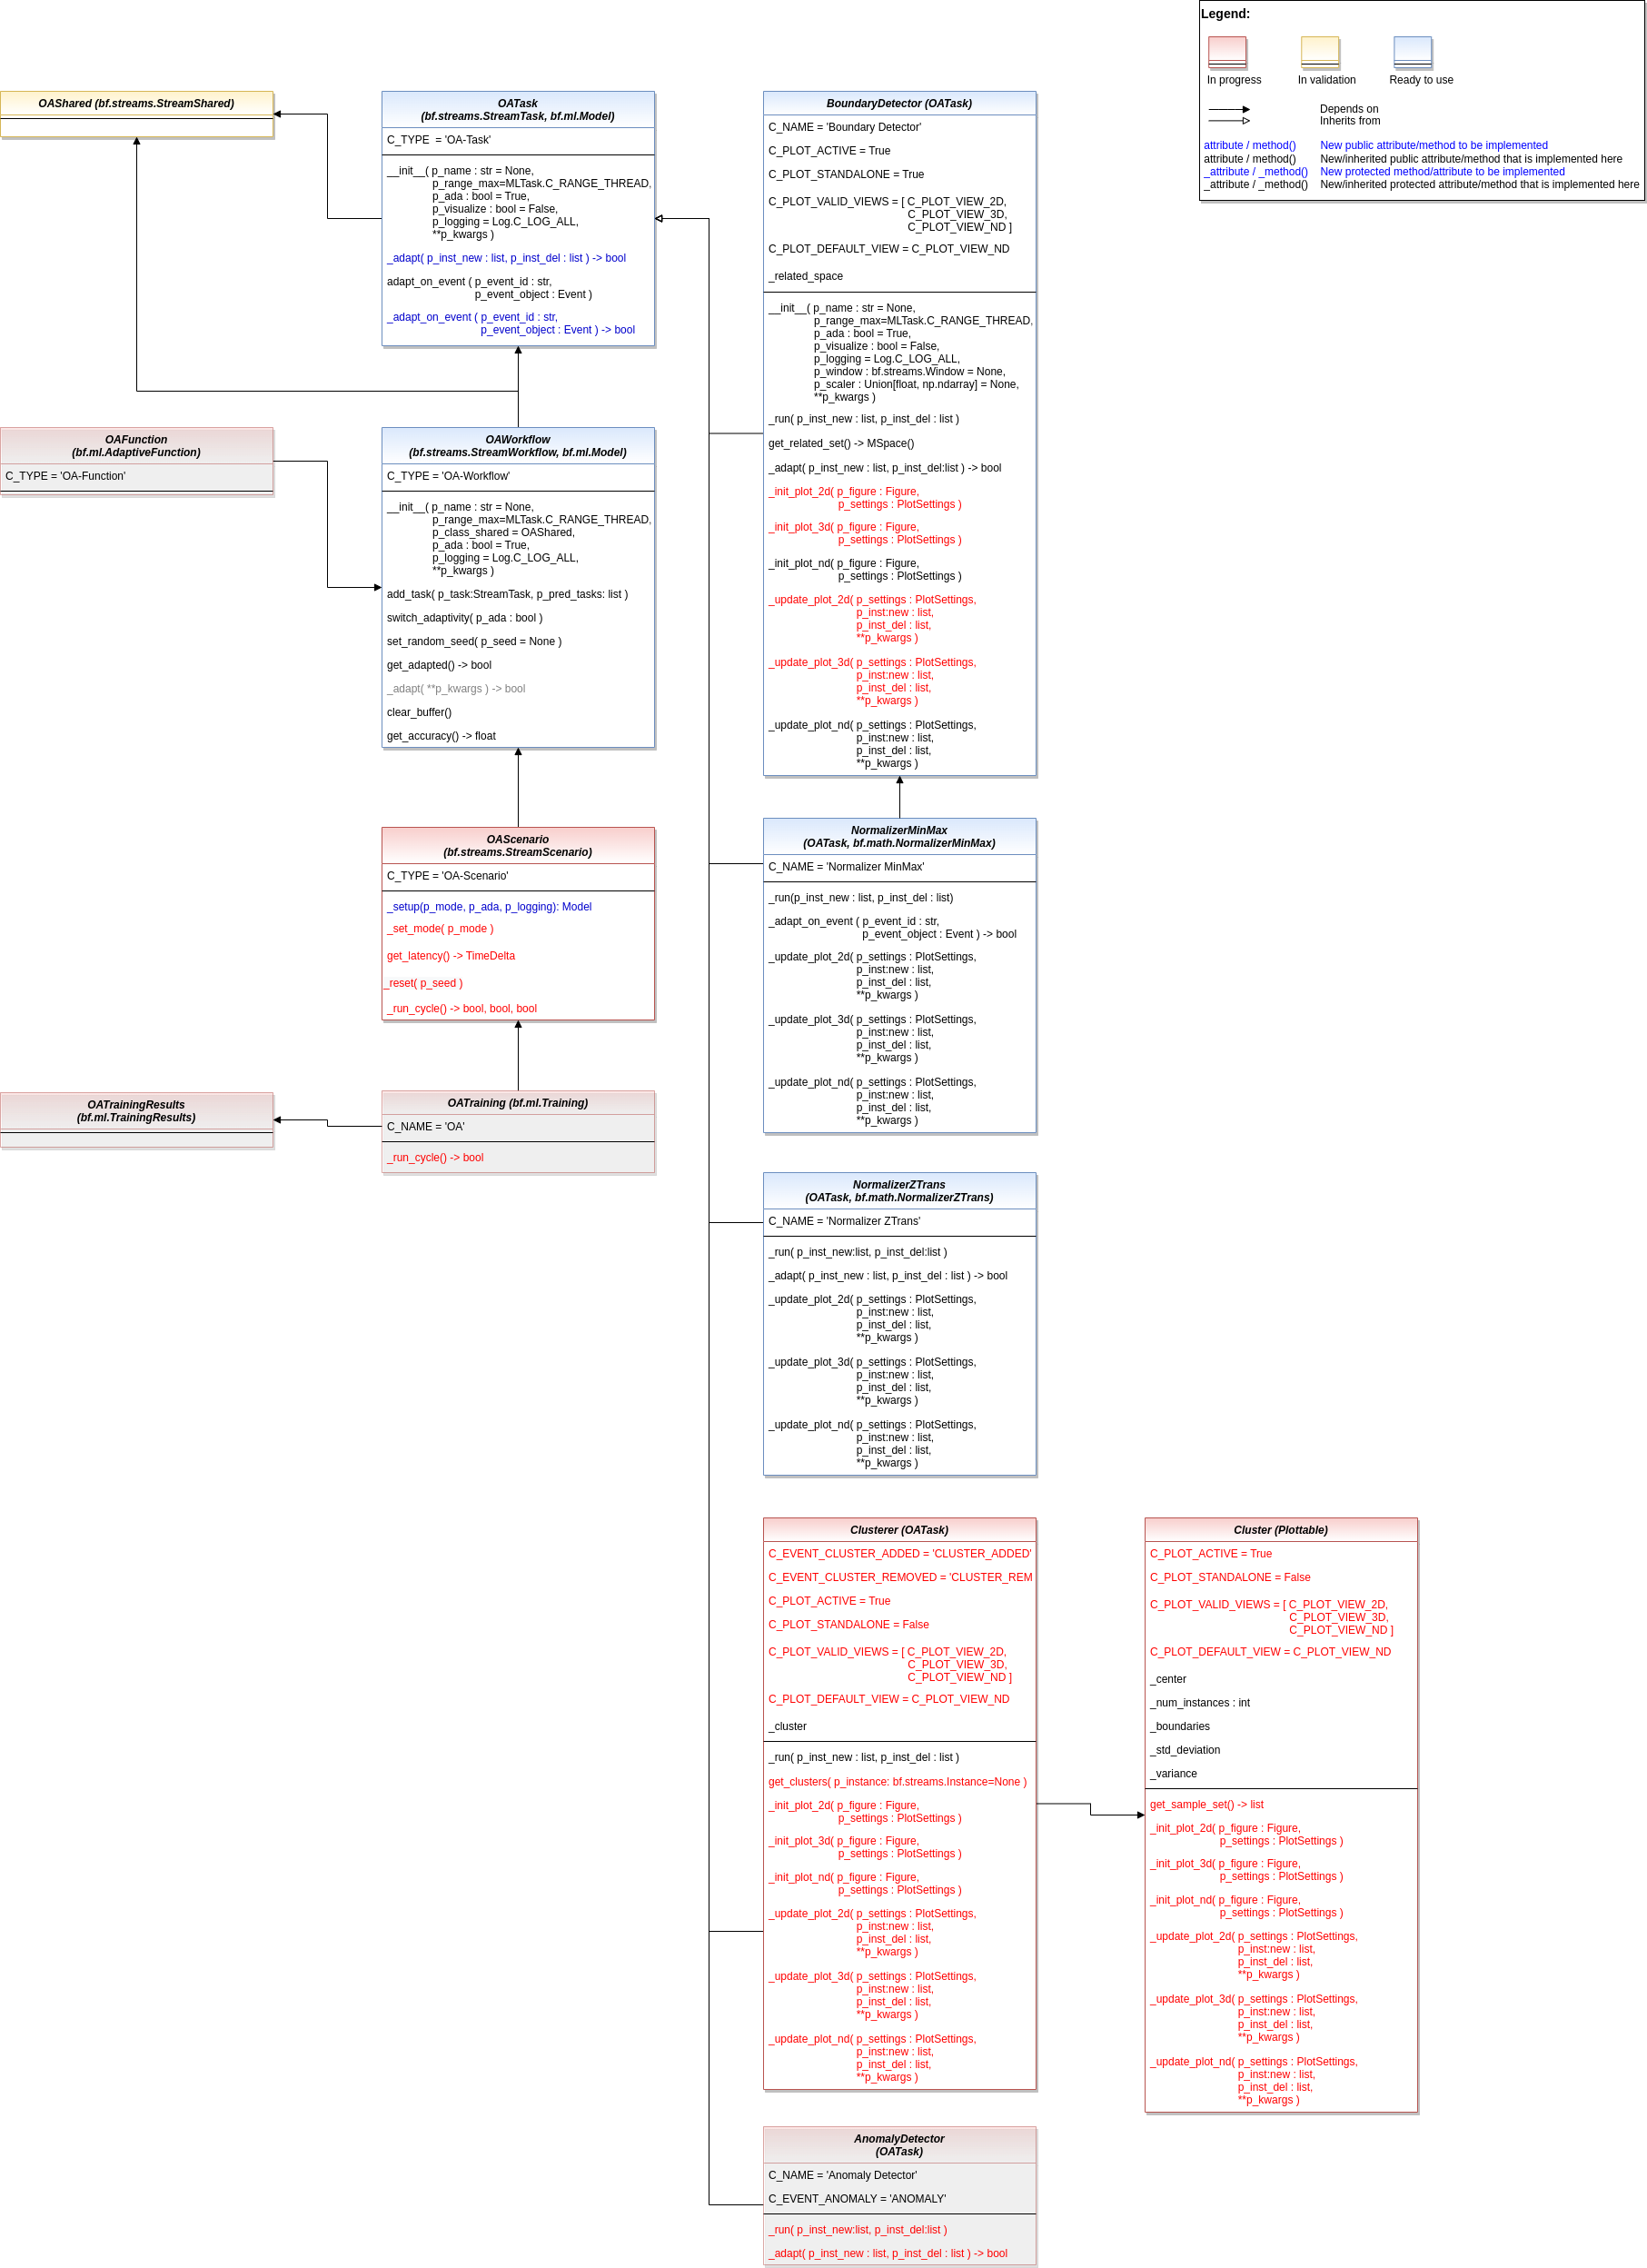 Legend:
In progress
In validation
Ready to use
Depends on
Inherits from
attribute / method() New public attribute/method to be implemented
attribute / method() New/inherited public attribute/method that is implemented here
_attribute / _method() New protected method/attribute to be implemented
_attribute / _method() New/inherited protected attribute/method that is implemented here
OAShared (bf.streams.StreamShared)
OATask
(bf.streams.StreamTask, bf.ml.Model)
C_TYPE = 'OA-Task'
__init__( p_name : str = None,
p_range_max=MLTask.C_RANGE_THREAD,
p_ada : bool = True,
p_visualize : bool = False,
p_logging = Log.C_LOG_ALL,
**p_kwargs )
_adapt( p_inst_new : list, p_inst_del : list ) -> bool
adapt_on_event ( p_event_id : str,
p_event_object : Event )
_adapt_on_event ( p_event_id : str,
p_event_object : Event ) -> bool
OAFunction
(bf.ml.AdaptiveFunction)
C_TYPE = 'OA-Function'
OAWorkflow
(bf.streams.StreamWorkflow, bf.ml.Model)
C_TYPE = 'OA-Workflow'
__init__( p_name : str = None,
p_range_max=MLTask.C_RANGE_THREAD,
p_class_shared = OAShared,
p_ada : bool = True,
p_logging = Log.C_LOG_ALL,
**p_kwargs )
add_task( p_task:StreamTask, p_pred_tasks: list )
switch_adaptivity( p_ada : bool )
set_random_seed( p_seed = None )
get_adapted() -> bool
_adapt( **p_kwargs ) -> bool
clear_buffer()
get_accuracy() -> float
OAScenario
(bf.streams.StreamScenario)
C_TYPE = 'OA-Scenario'
_setup(p_mode, p_ada, p_logging): Model
_set_mode( p_mode )
get_latency() -> TimeDelta
_reset( p_seed )
_run_cycle() -> bool, bool, bool
OATrainingResults
(bf.ml.TrainingResults)
OATraining (bf.ml.Training)
C_NAME = 'OA'
_run_cycle() -> bool
BoundaryDetector (OATask)
C_NAME = 'Boundary Detector'
C_PLOT_ACTIVE = True
C_PLOT_STANDALONE = True
C_PLOT_VALID_VIEWS = [ C_PLOT_VIEW_2D,
C_PLOT_VIEW_3D,
C_PLOT_VIEW_ND ]
C_PLOT_DEFAULT_VIEW = C_PLOT_VIEW_ND
_related_space
__init__( p_name : str = None,
p_range_max=MLTask.C_RANGE_THREAD,
p_ada : bool = True,
p_visualize : bool = False,
p_logging = Log.C_LOG_ALL,
p_window : bf.streams.Window = None,
p_scaler : Union[float, np.ndarray] = None,
**p_kwargs )
_run( p_inst_new : list, p_inst_del : list )
get_related_set() -> MSpace()
_adapt( p_inst_new : list, p_inst_del:list ) -> bool
_init_plot_2d( p_figure : Figure,
p_settings : PlotSettings )
_init_plot_3d( p_figure : Figure,
p_settings : PlotSettings )
_init_plot_nd( p_figure : Figure,
p_settings : PlotSettings )
_update_plot_2d( p_settings : PlotSettings,
p_inst:new : list,
p_inst_del : list,
**p_kwargs )
_update_plot_3d( p_settings : PlotSettings,
p_inst:new : list,
p_inst_del : list,
**p_kwargs )
_update_plot_nd( p_settings : PlotSettings,
p_inst:new : list,
p_inst_del : list,
**p_kwargs )
NormalizerMinMax
(OATask, bf.math.NormalizerMinMax)
C_NAME = 'Normalizer MinMax'
_run(p_inst_new : list, p_inst_del : list)
_adapt_on_event ( p_event_id : str,
p_event_object : Event ) -> bool
_update_plot_2d( p_settings : PlotSettings,
p_inst:new : list,
p_inst_del : list,
**p_kwargs )
_update_plot_3d( p_settings : PlotSettings,
p_inst:new : list,
p_inst_del : list,
**p_kwargs )
_update_plot_nd( p_settings : PlotSettings,
p_inst:new : list,
p_inst_del : list,
**p_kwargs )
NormalizerZTrans
(OATask, bf.math.NormalizerZTrans)
C_NAME = 'Normalizer ZTrans'
_run( p_inst_new:list, p_inst_del:list )
_adapt( p_inst_new : list, p_inst_del : list ) -> bool
_update_plot_2d( p_settings : PlotSettings,
p_inst:new : list,
p_inst_del : list,
**p_kwargs )
_update_plot_3d( p_settings : PlotSettings,
p_inst:new : list,
p_inst_del : list,
**p_kwargs )
_update_plot_nd( p_settings : PlotSettings,
p_inst:new : list,
p_inst_del : list,
**p_kwargs )
Clusterer (OATask)
C_EVENT_CLUSTER_ADDED = 'CLUSTER_ADDED'
C_EVENT_CLUSTER_REMOVED = 'CLUSTER_REM
C_PLOT_ACTIVE = True
C_PLOT_STANDALONE = False
C_PLOT_VALID_VIEWS = [ C_PLOT_VIEW_2D,
C_PLOT_VIEW_3D,
C_PLOT_VIEW_ND ]
C_PLOT_DEFAULT_VIEW = C_PLOT_VIEW_ND
_cluster
_run( p_inst_new : list, p_inst_del : list )
get_clusters( p_instance: bf.streams.Instance=None )
_init_plot_2d( p_figure : Figure,
p_settings : PlotSettings )
_init_plot_3d( p_figure : Figure,
p_settings : PlotSettings )
_init_plot_nd( p_figure : Figure,
p_settings : PlotSettings )
_update_plot_2d( p_settings : PlotSettings,
p_inst:new : list,
p_inst_del : list,
**p_kwargs )
_update_plot_3d( p_settings : PlotSettings,
p_inst:new : list,
p_inst_del : list,
**p_kwargs )
_update_plot_nd( p_settings : PlotSettings,
p_inst:new : list,
p_inst_del : list,
**p_kwargs )
Cluster (Plottable)
C_PLOT_ACTIVE = True
C_PLOT_STANDALONE = False
C_PLOT_VALID_VIEWS = [ C_PLOT_VIEW_2D,
C_PLOT_VIEW_3D,
C_PLOT_VIEW_ND ]
C_PLOT_DEFAULT_VIEW = C_PLOT_VIEW_ND
_center
_num_instances : int
_boundaries
_std_deviation
_variance
get_sample_set() -> list
_init_plot_2d( p_figure : Figure,
p_settings : PlotSettings )
_init_plot_3d( p_figure : Figure,
p_settings : PlotSettings )
_init_plot_nd( p_figure : Figure,
p_settings : PlotSettings )
_update_plot_2d( p_settings : PlotSettings,
p_inst:new : list,
p_inst_del : list,
**p_kwargs )
_update_plot_3d( p_settings : PlotSettings,
p_inst:new : list,
p_inst_del : list,
**p_kwargs )
_update_plot_nd( p_settings : PlotSettings,
p_inst:new : list,
p_inst_del : list,
**p_kwargs )
AnomalyDetector
(OATask)
C_NAME = 'Anomaly Detector'
C_EVENT_ANOMALY = 'ANOMALY'
_run( p_inst_new:list, p_inst_del:list )
_adapt( p_inst_new : list, p_inst_del : list ) -> bool